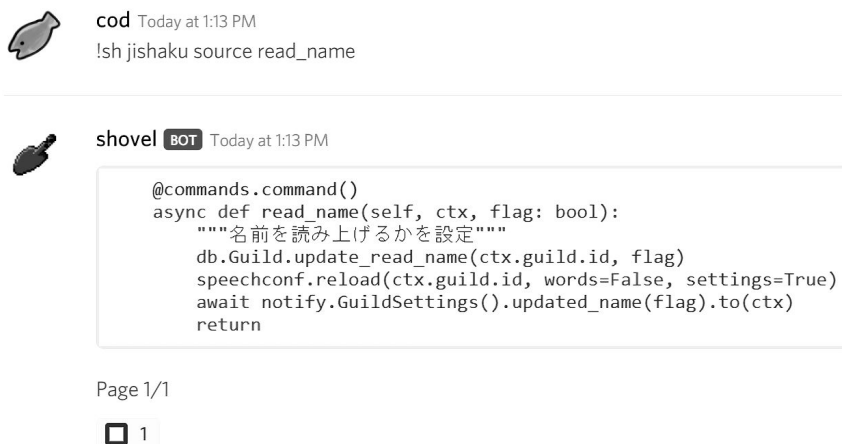 cod Today at 1:13 PM
!sh jishaku source read_name
shovel BOT Today at 1:13 PM
@commands.command()
async def read_name(self, ctx, flag: bool):
"""名前を読み上げるかを設定"""
db.Guild.update_read_name(ctx.guild.id, flag)
speechconf.reload(ctx.guild.id, words=False, settings=True)
await notify.GuildSettings().updated_name(flag).to(ctx)
return
Page 1/1
1